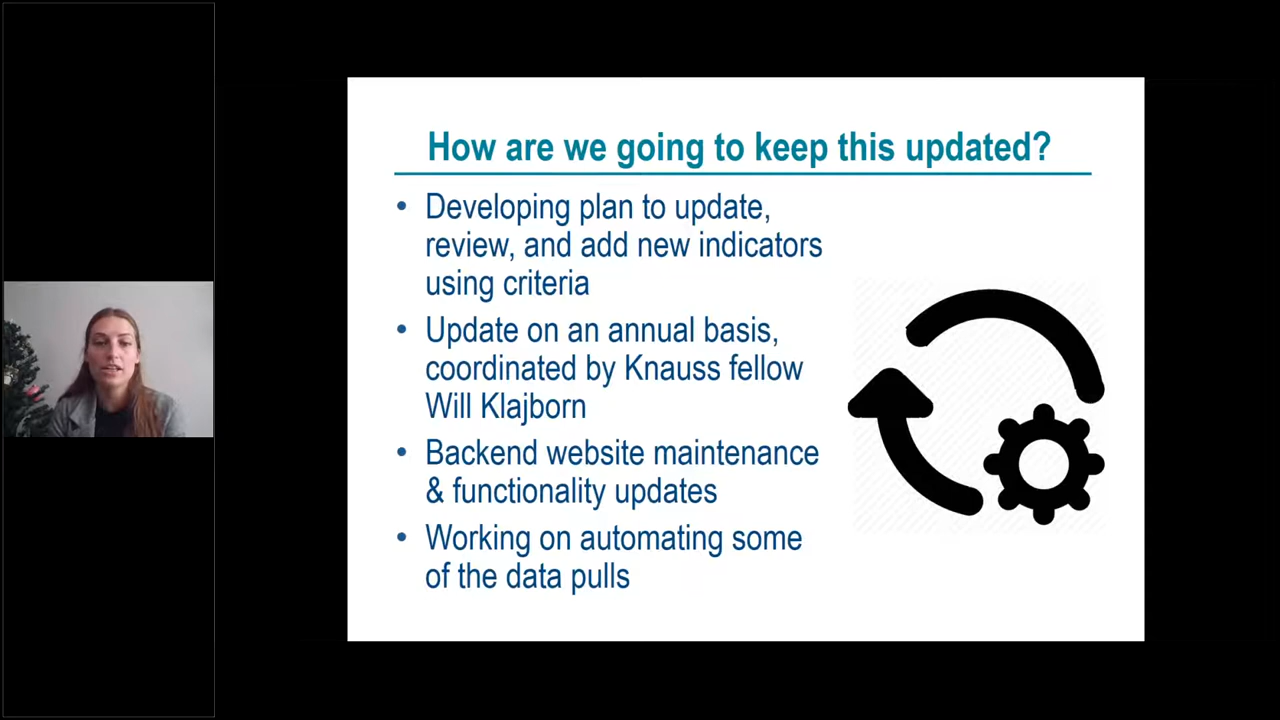 How are we going to keep this updated?
• Developing plan to update,
review, and add new indicators
using criteria
• Update on an annual basis,
coordinated by Knauss fellow
Will Klajborn
• Backend website maintenance
& functionality updates
• Working on automating some
of the data pulls